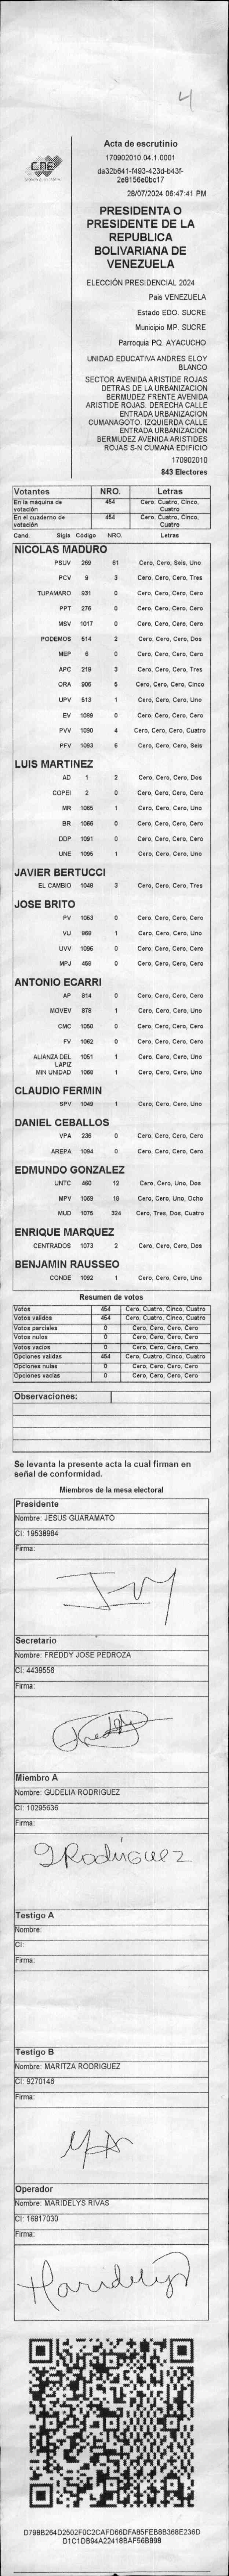 4
CNE
Acta de escrutinio
170902010.04.1.0001
da32b641-f493-423d-b43f-
2e8156e0bc17
28/07/2024 06:47:41 PM
PRESIDENTA O
PRESIDENTE DE LA
REPUBLICA
BOLIVARIANA DE
VENEZUELA
ELECCIÓN PRESIDENCIAL 2024
Pais VENEZUELA
Estado EDO. SUCRE
Municipio MP. SUCRE
Parroquia PQ. AYACUCHO
UNIDAD EDUCATIVA ANDRES ELOY
BLANCO
SECTOR AVENIDA ARISTIDE ROJAS
DETRAS DE LA URBANIZACION
BERMUDEZ FRENTE AVENIDA
ARISTIDE ROJAS. DERECHA CALLE
ENTRADA URBANIZACION
CUMANAGOTO. IZQUIERDA CALLE
ENTRADA URBANIZACION
BERMUDEZ AVENIDA ARISTIDES
ROJAS S-N CUMANA EDIFICIO
170902010
843 Electores
Votantes NRO. Letras
En la máquina de votación 454 Cero, Cuatro, Cinco, Cuatro
En el cuaderno de votación 454 Cero, Cuatro, Cinco, Cuatro
Cand. Sigla Código NRO. Letras
NICOLAS MADURO
PSUV 269 61 Cero, Cero, Seis, Uno
PCV 9 3 Cero, Cero, Cero, Tres
TUPAMARO 931 0 Cero, Cero, Cero, Cero
PPT 276 0 Cero, Cero, Cero, Cero
MSV 1017 0 Cero, Cero, Cero, Cero
PODEMOS 514 2 Cero, Cero, Cero, Dos
MEP 6 0 Cero, Cero, Cero, Cero
APC 219 3 Cero, Cero, Cero, Tres
ORA 906 5 Cero, Cero, Cero, Cinco
UPV 513 1 Cero, Cero, Cero, Uno
EV 1089 0 Cero, Cero, Cero, Cero
PVV 1090 4 Cero, Cero, Cero, Cuatro
PFV 1093 6 Cero, Cero, Cero, Seis
LUIS MARTINEZ
AD 1 2 Cero, Cero, Cero, Dos
COPEI 2 0 Cero, Cero, Cero, Cero
MR 1065 1 Cero, Cero, Cero, Uno
BR 1066 0 Cero, Cero, Cero, Cero
DDP 1091 0 Cero, Cero, Cero, Cero
UNE 1095 1 Cero, Cero, Cero, Uno
JAVIER BERTUCCI
EL CAMBIO 1048 3 Cero, Cero, Cero, Tres
JOSE BRITO
PV 1053 0 Cero, Cero, Cero, Cero
VU 868 1 Cero, Cero, Cero, Uno
UVV 1096 0 Cero, Cero, Cero, Cero
MPJ 458 0 Cero, Cero, Cero, Cero
ANTONIO ECARRI
AP 814 0 Cero, Cero, Cero, Cero
MOVEV 878 1 Cero, Cero, Cero, Uno
CMC 1050 0 Cero, Cero, Cero, Cero
FV 1062 0 Cero, Cero, Cero, Cero
ALIANZA DEL LAPIZ 1051 1 Cero, Cero, Cero, Uno
MIN UNIDAD 1068 1 Cero, Cero, Cero, Uno
CLAUDIO FERMIN
SPV 1049 1 Cero, Cero, Cero, Uno
DANIEL CEBALLOS
VPA 236 0 Cero, Cero, Cero, Cero
AREPA 1094 0 Cero, Cero, Cero, Cero
EDMUNDO GONZALEZ
UNTC 460 12 Cero, Cero, Uno, Dos
MPV 1069 18 Cero, Cero, Uno, Ocho
MUD 1075 324 Cero, Tres, Dos, Cuatro
ENRIQUE MARQUEZ
CENTRADOS 1073 2 Cero, Cero, Cero, Dos
BENJAMIN RAUSSEO
CONDE 1092 1 Cero, Cero, Cero, Uno
Resumen de votos
Votos 454 Cero, Cuatro, Cinco, Cuatro
Votos validos 454 Cero, Cuatro, Cinco, Cuatro
Votos parciales 0 Cero, Cero, Cero, Cero
Votos nulos 0 Cero, Cero, Cero, Cero
Votos vacios 0 Cero, Cero, Cero, Cero
Opciones validas 454 Cero, Cuatro, Cinco, Cuatro
Opciones nulas 0 Cero, Cero, Cero, Cero
Opciones vacias 0 Cero, Cero, Cero, Cero
Observaciones:
Se levanta la presente acta la cual firman en
señal de conformidad.
Miembros de la mesa electoral
Presidente
Nombre: JESUS GUARAMATO
CI: 19538984
Firma:
Secretario
Nombre: FREDDY JOSE PEDROZA
CI: 4439556
Firma:
Freddy
Miembro A
Nombre: GUDELIA RODRIGUEZ
CI: 10295636
Firma:
GRodriguez
Testigo A
Nombre:
CI:
Firma:
Testigo B
Nombre: MARITZA RODRIGUEZ
CI: 9270146
Firma:
Operador
Nombre: MARIDELYS RIVAS
CI: 16817030
Firma:
Maridelys
D798B264D2502F0C2CAFD66DFA85FEB8B368E236D
D1C1DB94A22418BAF56B898